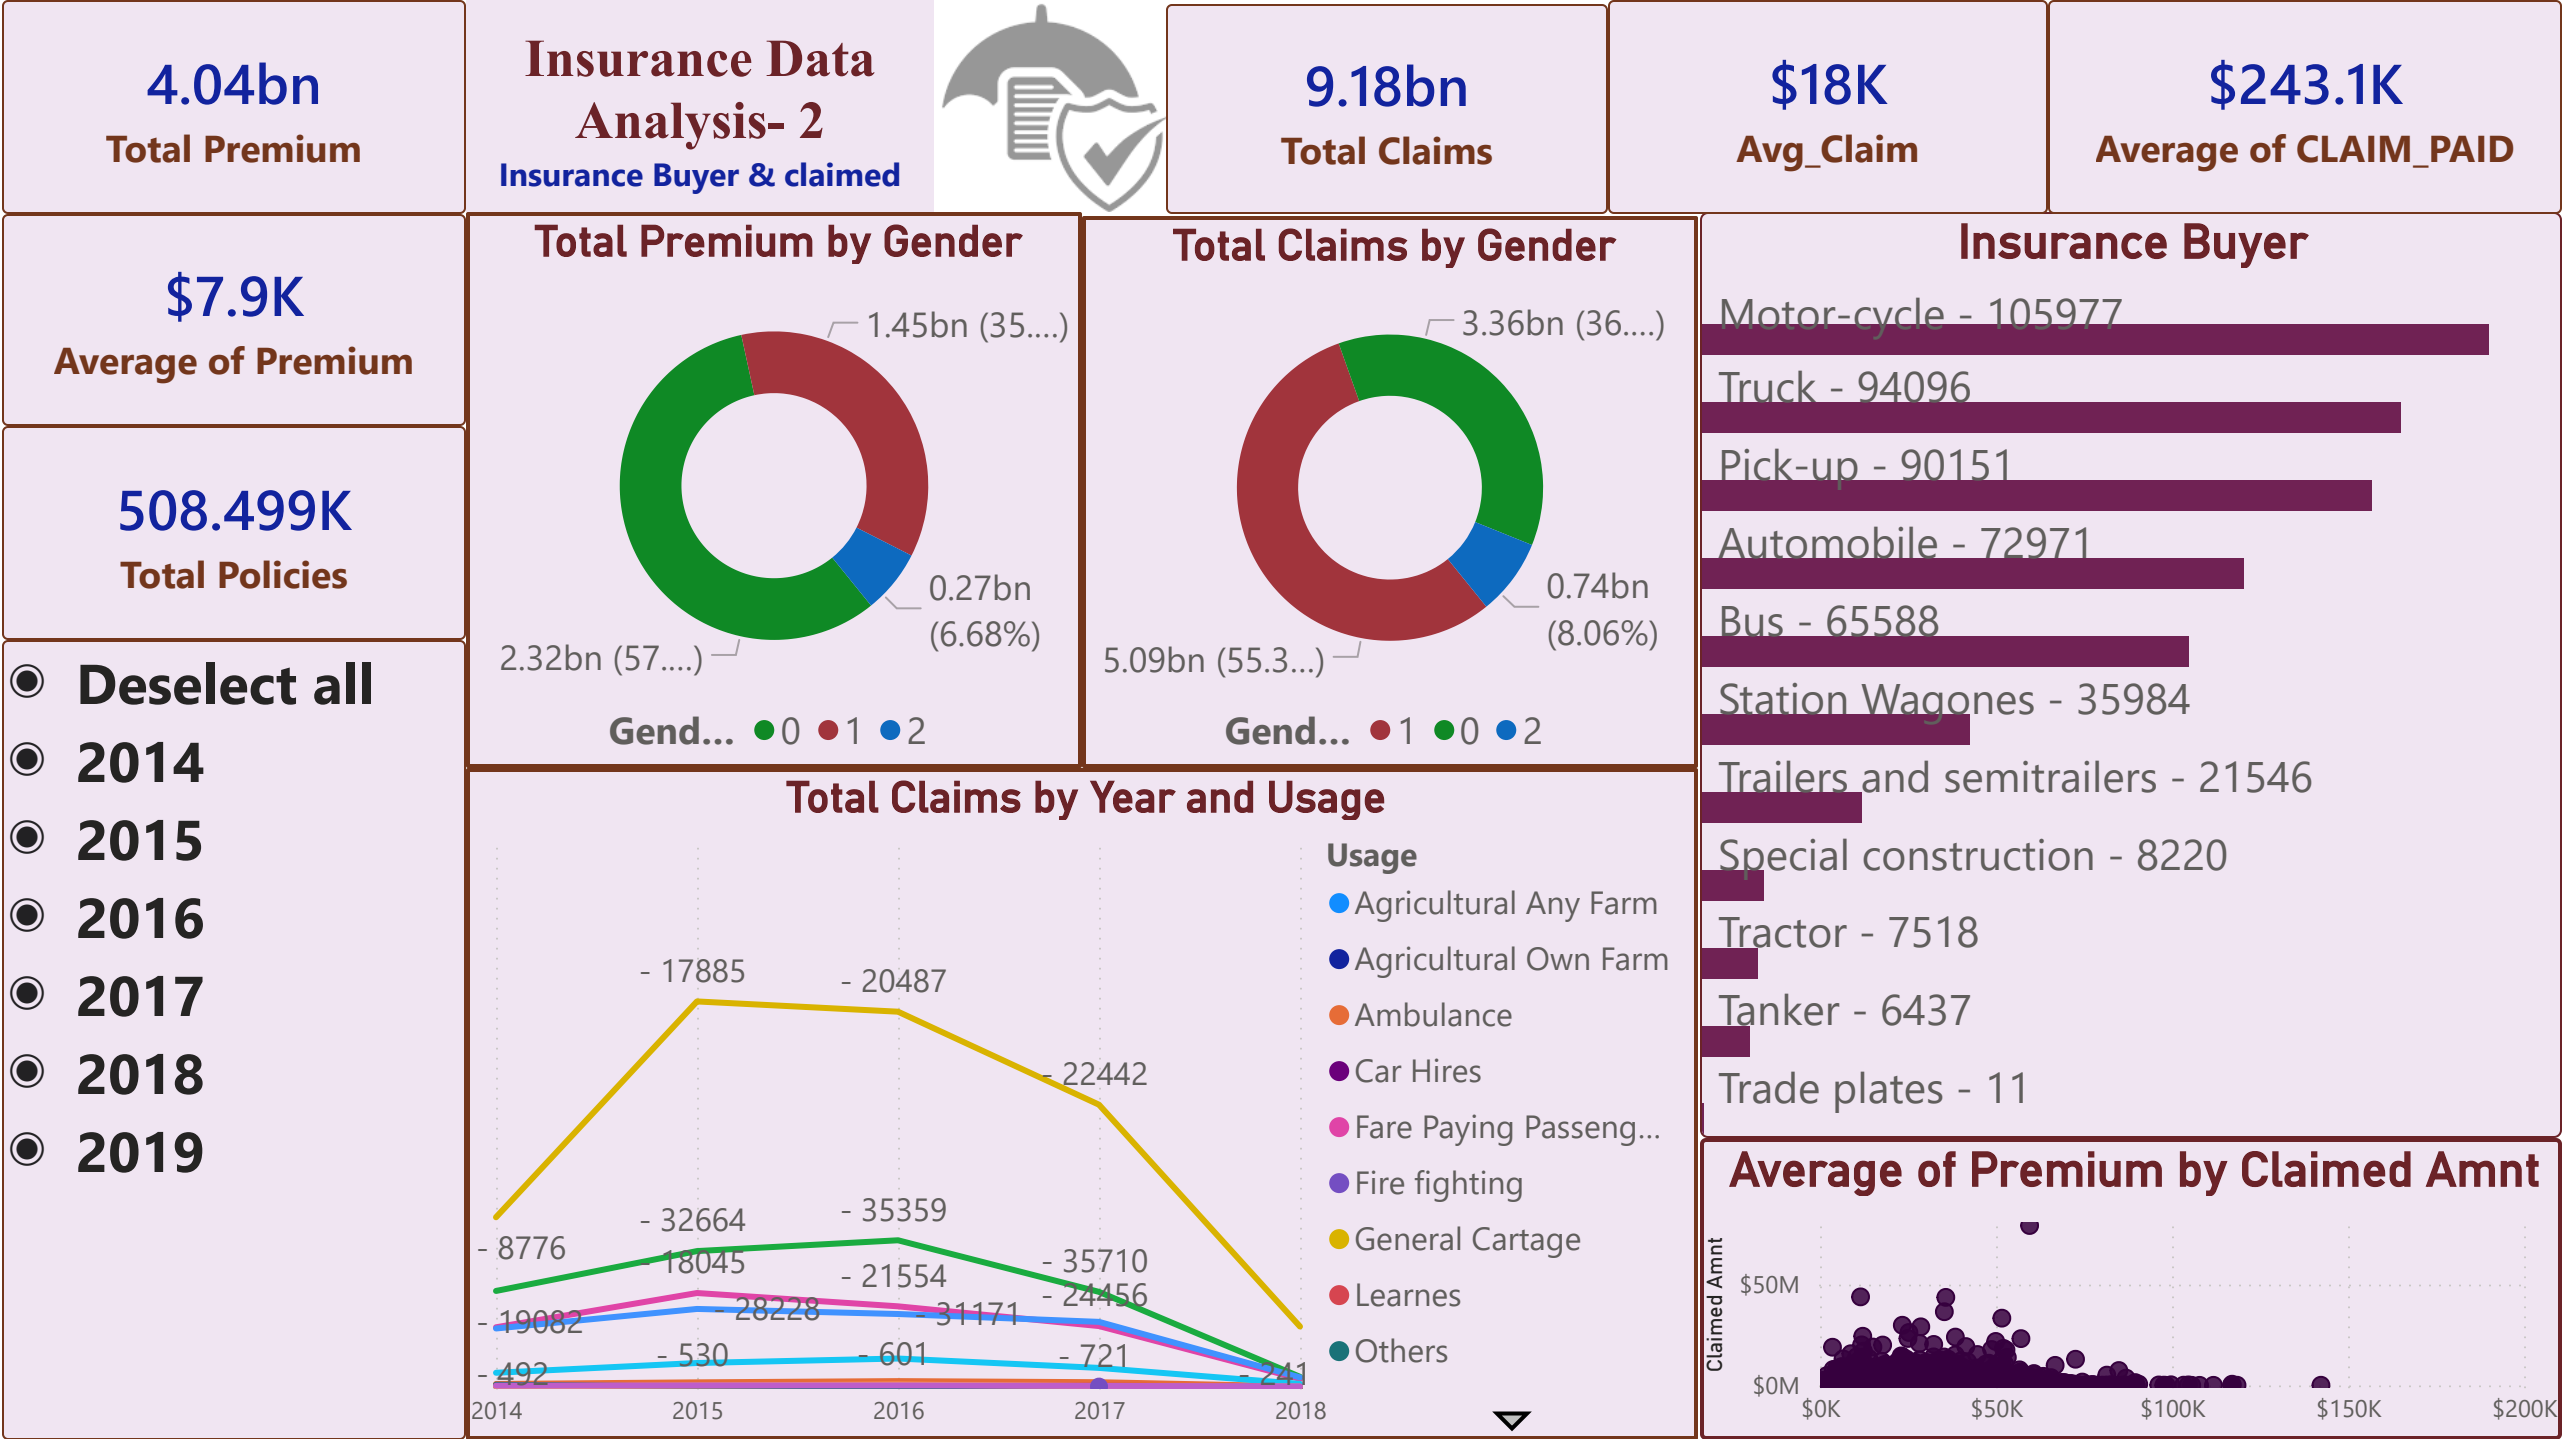 4.04bn
Total Premium
Insurance Data
Analysis- 2
Insurance Buyer & claimed
9.18bn
Total Claims
$18K
Avg_Claim
$243.1K
Average of CLAIM_PAID
$7.9K
Average of Premium
508.499K
Total Policies
Deselect all
2014
2015
2016
2017
2018
2019
Total Premium by Gender
1.45bn (35....)
0.27bn
(6.68%)
2.32bn (57....)
Gend... 0 1 2
Total Claims by Gender
3.36bn (36....)
0.74bn
(8.06%)
5.09bn (55.3...)
Gend... 1 0 2
Total Claims by Year and Usage
- 17885
- 20487
- 22442
- 32664
- 35359
- 8776
- 18045
- 35710
- 21554
- 24456
- 19082
- 28228
- 31171
- 530
- 601
- 721
- 492
- 241
2014
2015
2016
2017
2018
Usage
Agricultural Any Farm
Agricultural Own Farm
Ambulance
Car Hires
Fare Paying Passeng...
Fire fighting
General Cartage
Learnes
Others
Insurance Buyer
Motor-cycle - 105977
Truck - 94096
Pick-up - 90151
Automobile - 72971
Bus - 65588
Station Wagones - 35984
Trailers and semitrailers - 21546
Special construction - 8220
Tractor - 7518
Tanker - 6437
Trade plates - 11
Average of Premium by Claimed Amnt
Claimed Amnt
$50M
$0M
$0K
$50K
$100K
$150K
$200K